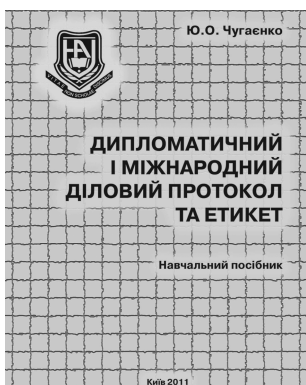 Ю.О. Чугаєнко
ДИПЛОМАТИЧНИЙ
І МІЖНАРОДНИЙ
ДІЛОВИЙ ПРОТОКОЛ
ТА ЕТИКЕТ
Навчальний посібник
Київ 2011